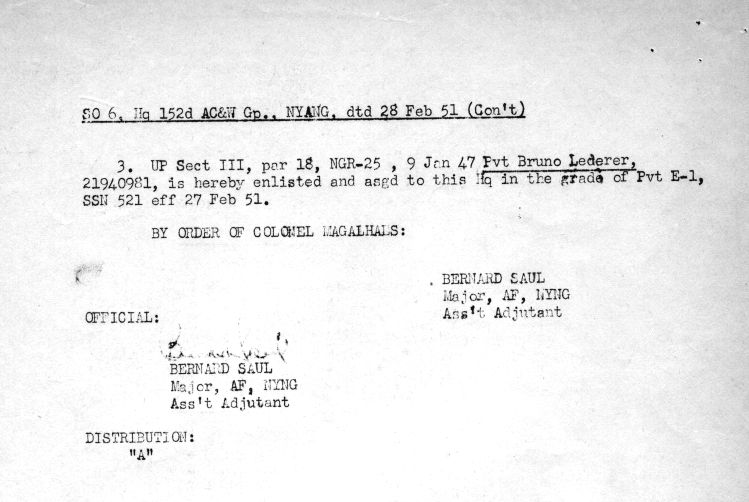 SO 6, Hq 152d AC&W Gp., NYANG, dtd 28 Feb 51 (Con't)
3. UP Sect III, par 18, NGR-25 , 9 Jan 47 Pvt Bruno Lederer,
21940981, is hereby enlisted and asgd to this Hq in the grade of Pvt E-1,
SSN 521 eff 27 Feb 51.
BY ORDER OF COLONEL MAGALHALS:
BERNARD SAUL
Major, AF, NYNG
Ass't Adjutant
OFFICIAL:
BERNARD SAUL
Major, AF, NYNG
Ass't Adjutant
DISTRIBUTION:
"A"